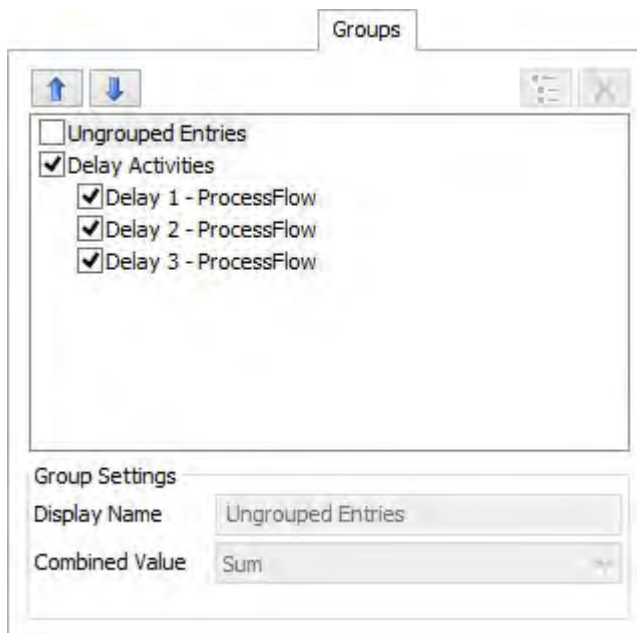 Groups
Ungrouped Entries
Delay Activities
Delay 1 - ProcessFlow
Delay 2 - ProcessFlow
Delay 3 - ProcessFlow
Group Settings
Display Name Ungrouped Entries
Combined Value Sum